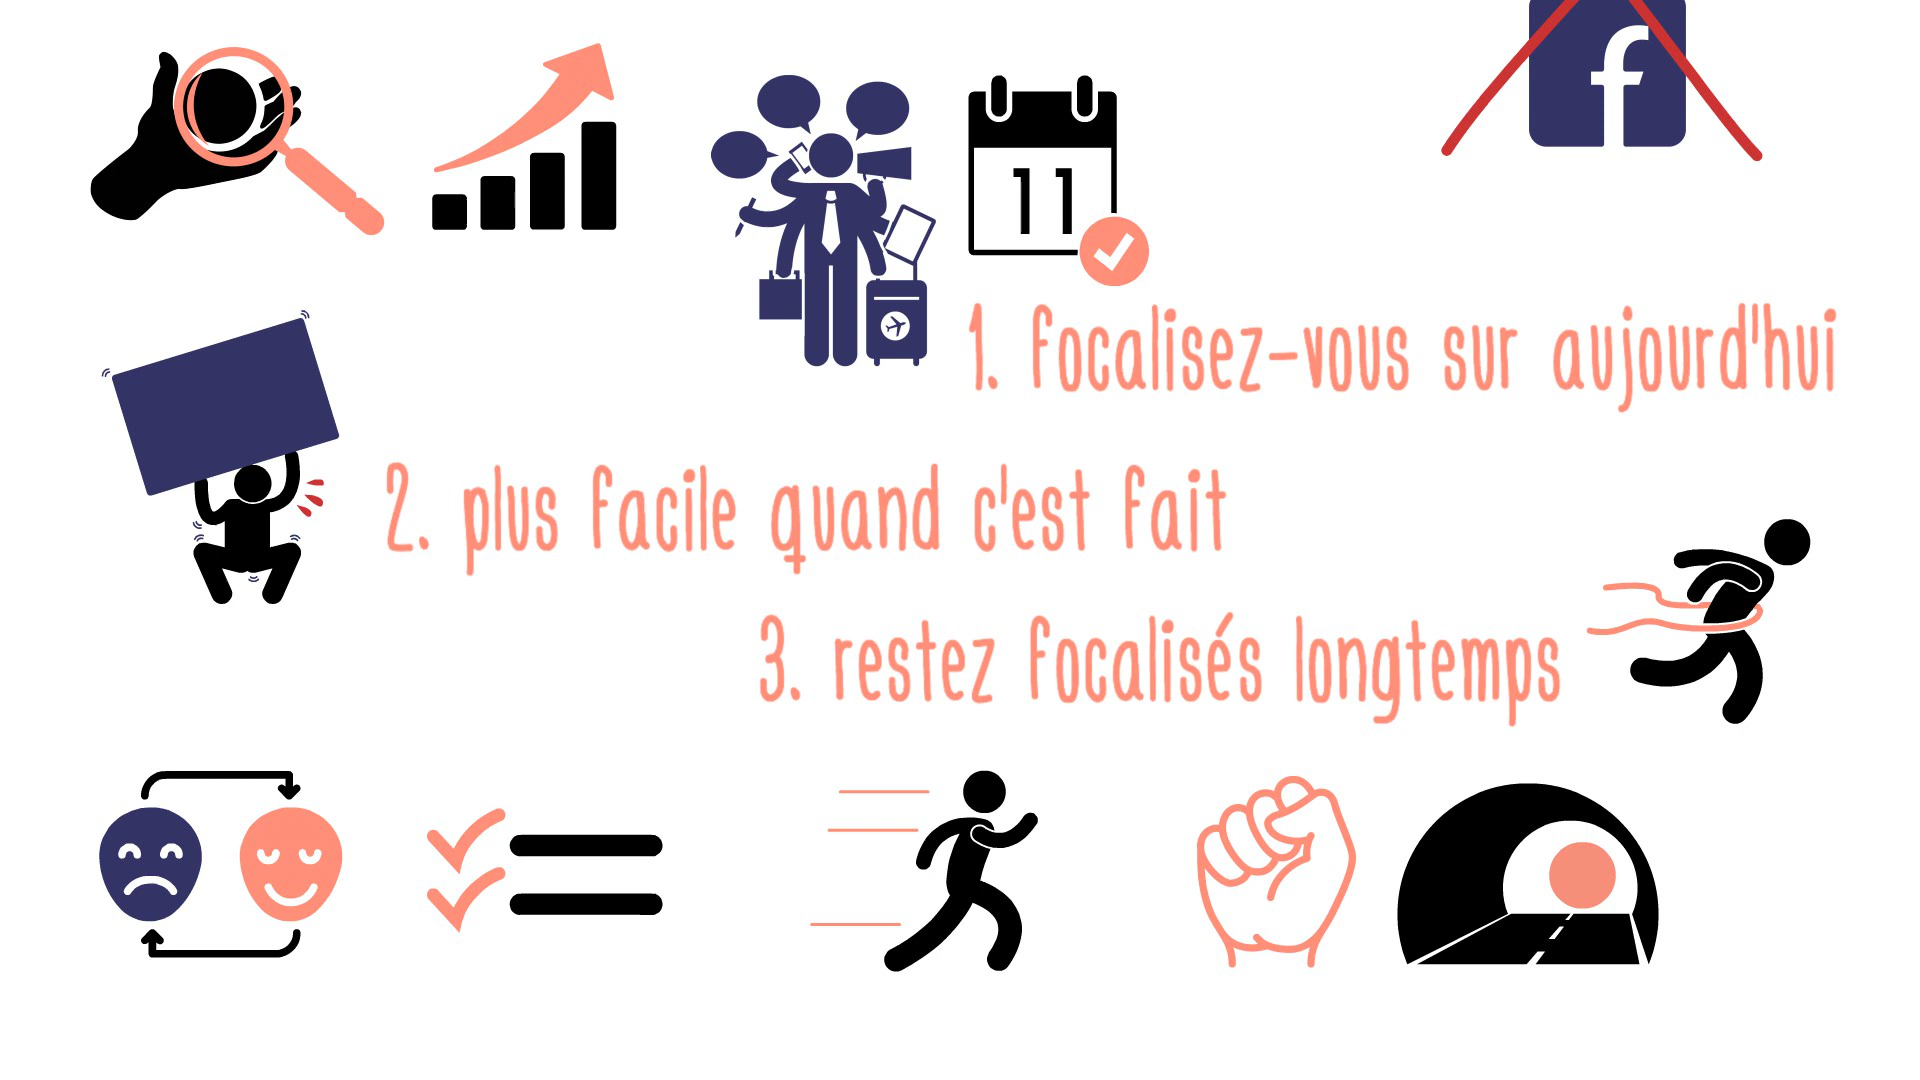 f
11
1. focalisez-vous sur aujourd'hui
2. plus facile quand c'est fait
3. restez focalisés longtemps